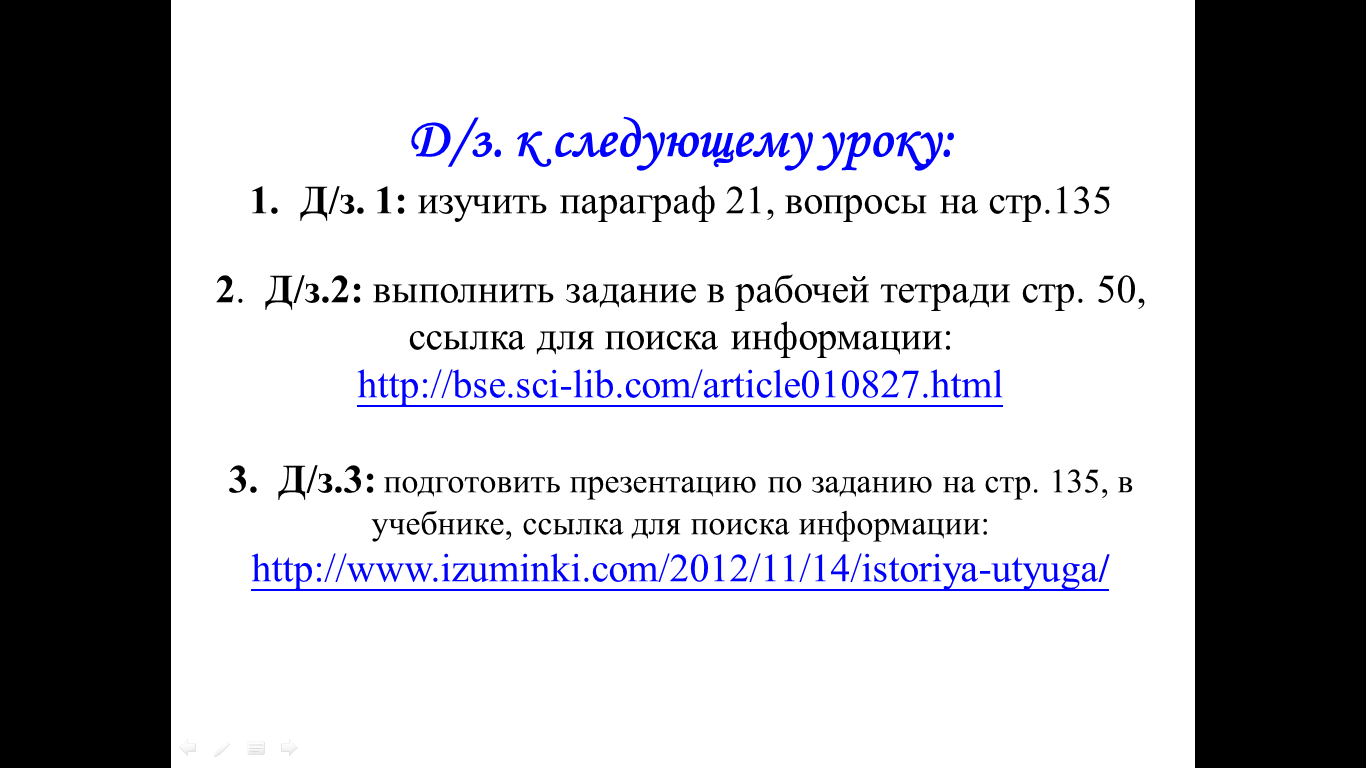 Д/з. к следующему уроку:
1. Д/з. 1: изучить параграф 21, вопросы на стр.135
2. Д/з.2: выполнить задание в рабочей тетради стр. 50,
ссылка для поиска информации:
http://bse.sci-lib.com/article010827.html
3. Д/з.3: подготовить презентацию по заданию на стр. 135, в
учебнике, ссылка для поиска информации:
http://www.izuminki.com/2012/11/14/istoriya-utyuga/